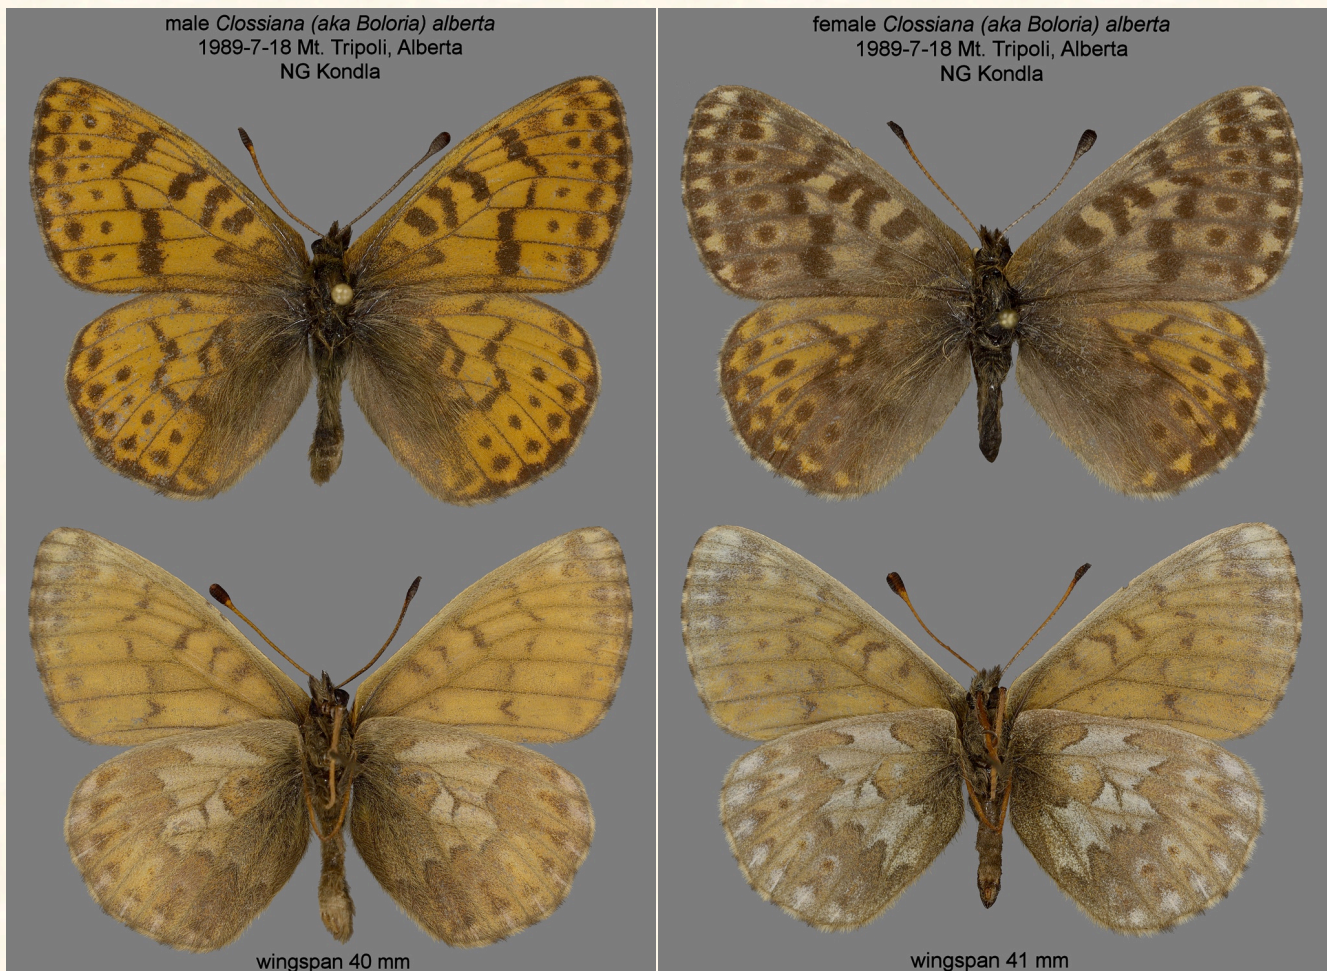 male Clossiana (aka Boloria) alberta
1989-7-18 Mt. Tripoli, Alberta
NG Kondla
wingspan 40 mm
female Clossiana (aka Boloria) alberta
1989-7-18 Mt. Tripoli, Alberta
NG Kondla
wingspan 41 mm